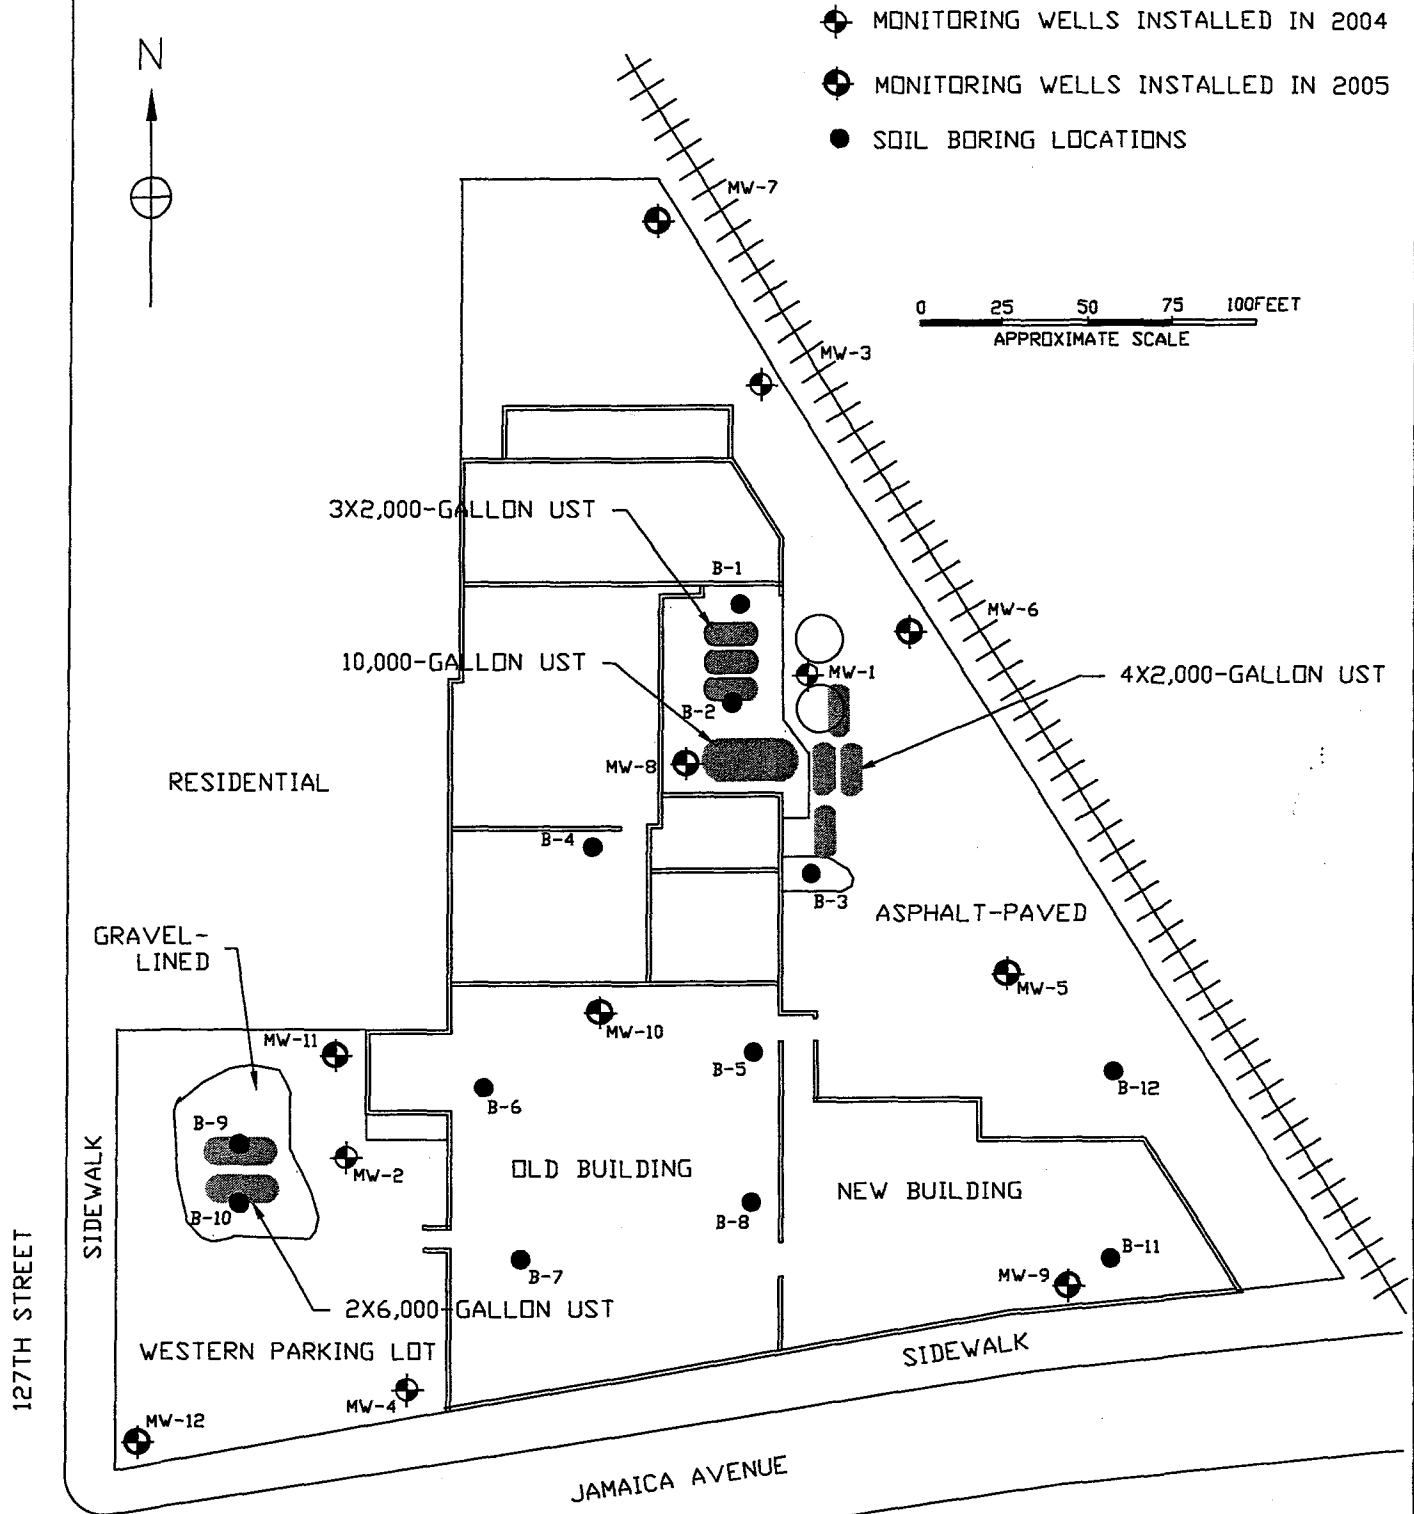 MONITORING WELLS INSTALLED IN 2004
N
MONITORING WELLS INSTALLED IN 2005
SOIL BORING LOCATIONS
MW-7
0 25 50 75 100FEET
APPROXIMATE SCALE
MW-3
3X2,000-GALLON UST
B-1
MW-6
10,000-GALLON UST
MW-1
4X2,000-GALLON UST
B-2
MW-8
RESIDENTIAL
B-4
B-3
ASPHALT-PAVED
GRAVEL-
LINED
MW-5
MW-10
MW-11
B-5
B-12
B-6
B-9
SIDEWALK
MW-2
OLD BUILDING
NEW BUILDING
B-10
B-8
B-11
B-7
MW-9
127TH STREET
2X6,000-GALLON UST
WESTERN PARKING LOT
SIDEWALK
MW-4
MW-12
JAMAICA AVENUE